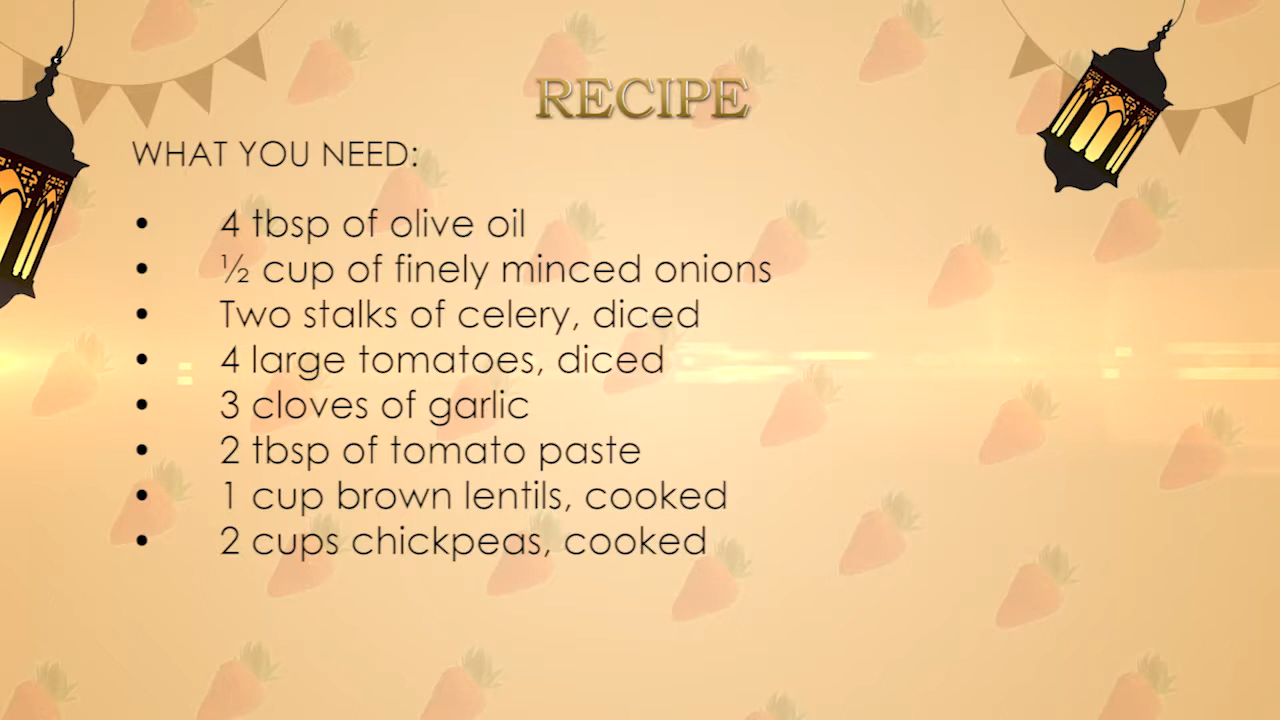 RECIPE
WHAT YOU NEED:
• 4 tbsp of olive oil
• ½ cup of finely minced onions
• Two stalks of celery, diced
• 4 large tomatoes, diced
• 3 cloves of garlic
• 2 tbsp of tomato paste
• 1 cup brown lentils, cooked
• 2 cups chickpeas, cooked